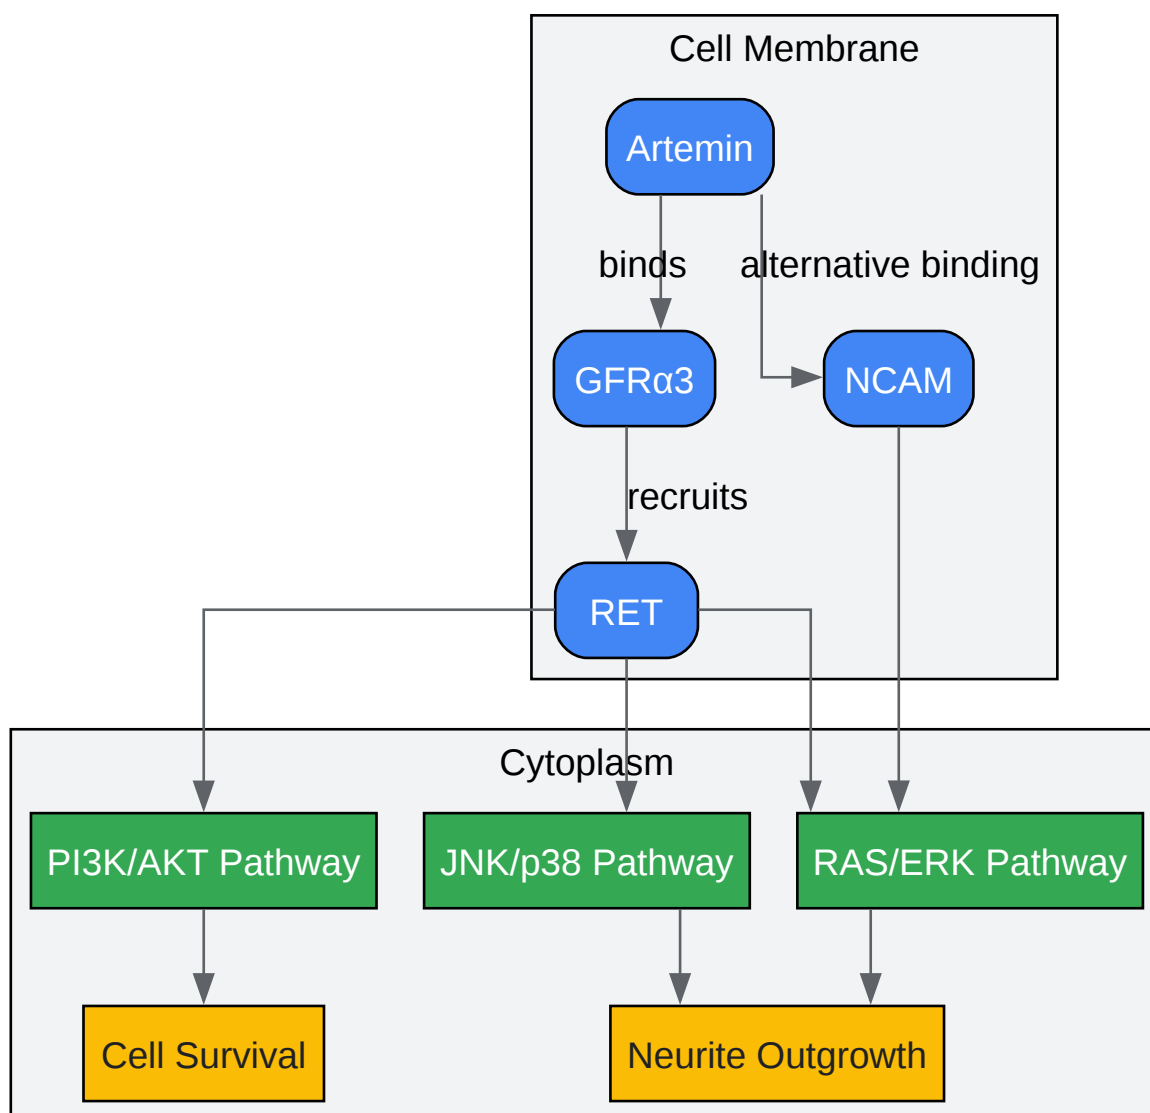 Cell Membrane
Artemin
binds
alternative binding
GFRα3
NCAM
recruits
RET
Cytoplasm
PI3K/AKT Pathway
JNK/p38 Pathway
RAS/ERK Pathway
Cell Survival
Neurite Outgrowth